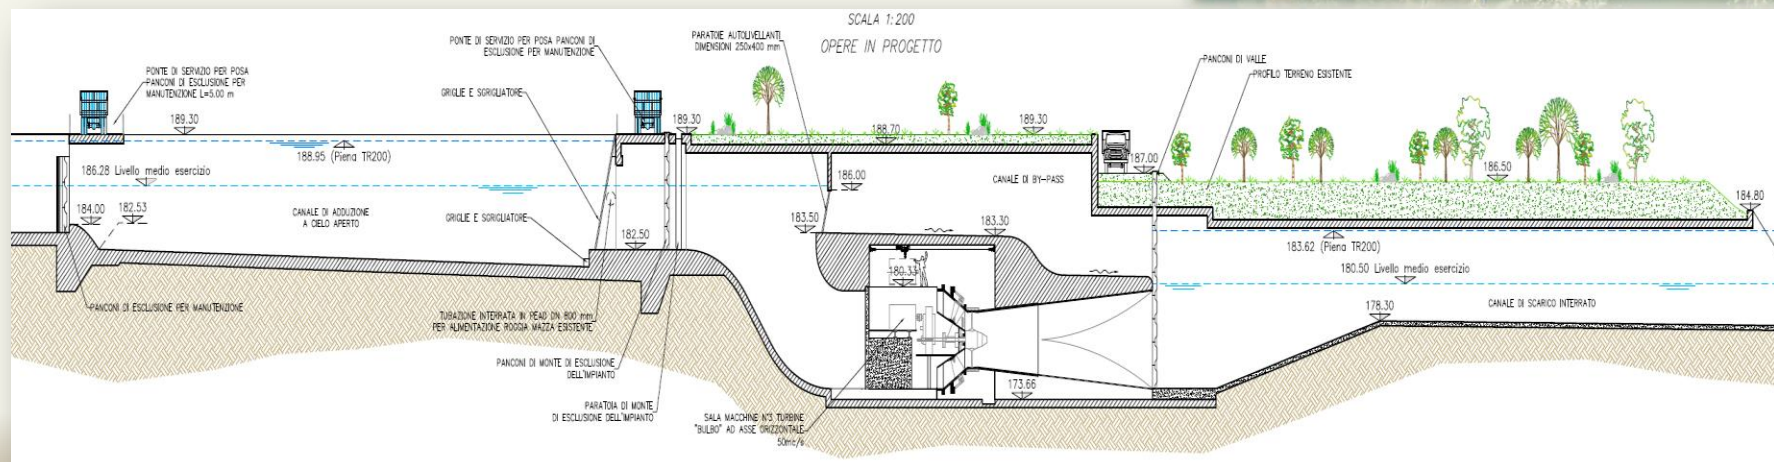 SCALA 1:200
OPERE IN PROGETTO
PONTE DI SERVIZIO PER POSA
PANCONI DI ESCLUSIONE PER
MANUTENZIONE L=5.00 m
PONTE DI SERVIZIO PER POSA PANCONI DI
ESCLUSIONE PER MANUTENZIONE
GRIGLIE E SGRIGLIATORE
PARATOIE AUTOLIVELLANTI
DIMENSIONI 250x400 mm
PANCONI DI VALLE
PROFILO TERRENO ESISTENTE
189.30
188.95 (Piena TR200)
189.30
188.70
189.30
187.00
186.50
186.28 Livello medio esercizio
184.00
182.53
CANALE DI ADDUZIONE
A CIELO APERTO
GRIGLIE E SGRIGLIATORE
182.50
186.00
183.50
CANALE DI BY-PASS
183.30
184.80
183.62 (Piena TR200)
180.50 Livello medio esercizio
180.33
178.30
CANALE DI SCARICO INTERRATO
173.66
PANCONI DI ESCLUSIONE PER MANUTENZIONE
TUBAZIONE INTERRATA IN PEAD DN 800 mm
PER ALIMENTAZIONE ROGGIA MAZZA ESISTENTE
PANCONI DI MONTE DI ESCLUSIONE
DELL'IMPIANTO
PARATOIA DI MONTE
DI ESCLUSIONE DELL'IMPIANTO
SALA MACCHINE N°3 TURBINE
"BULBO" AD ASSE ORIZZONTALE
50mc/s